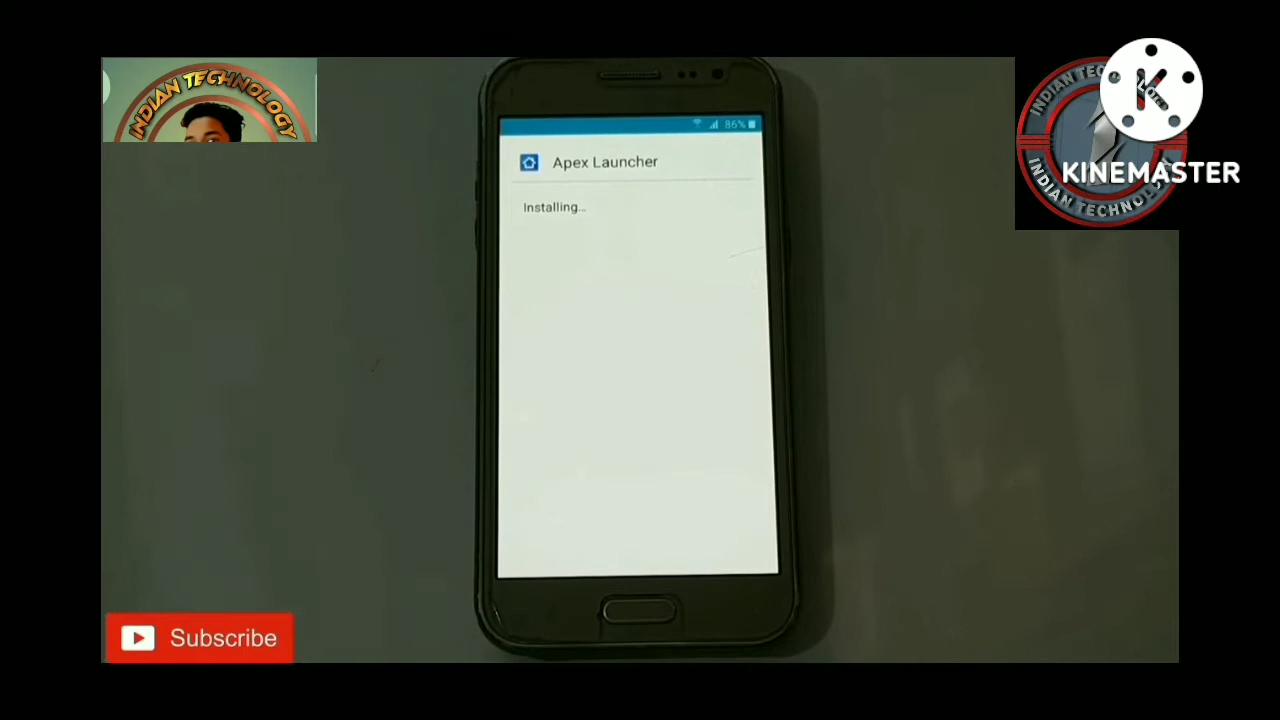 INDIAN TECHNOLOGY
INDIAN TECHNOLOGY
KINEMASTER
86%
Apex Launcher
Installing...
Subscribe